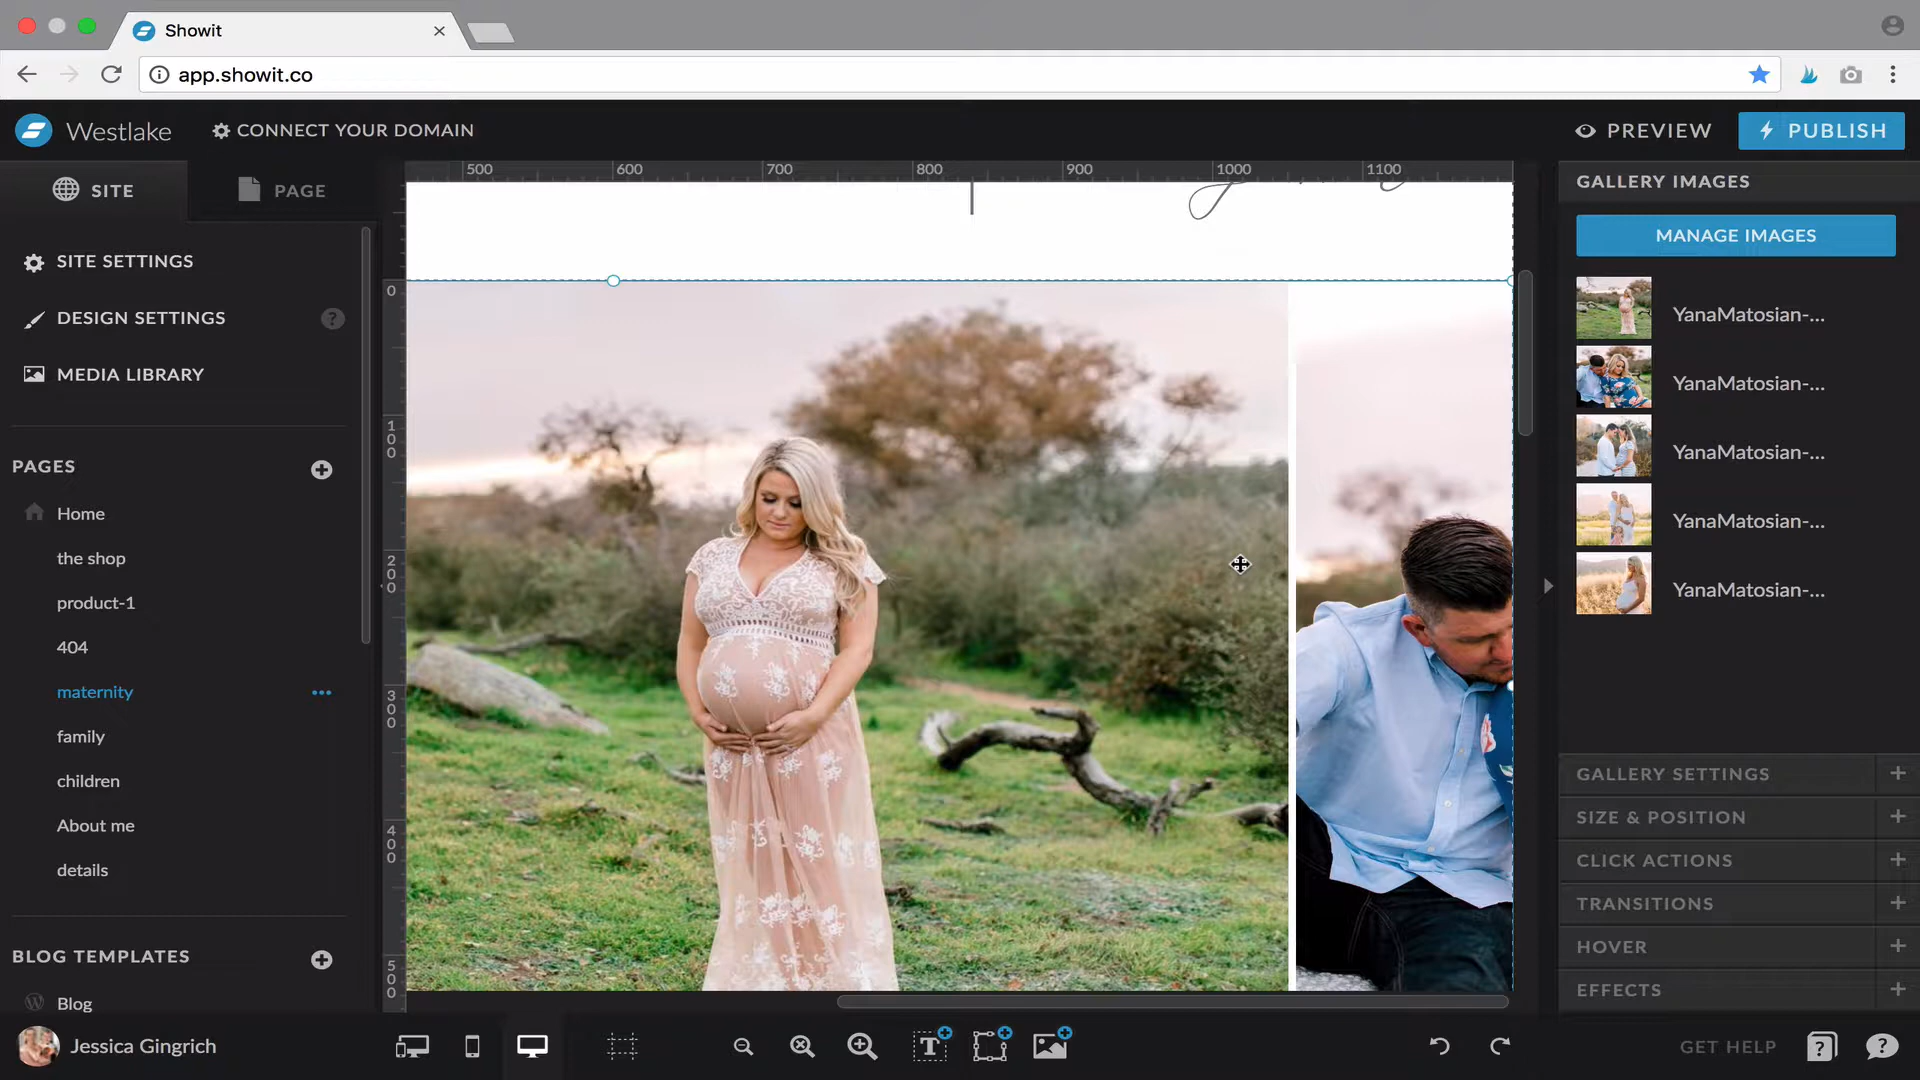 Showit
app.showit.co
Westlake
CONNECT YOUR DOMAIN
PREVIEW
PUBLISH
SITE
PAGE
500
600
700
800
900
1000
1100
GALLERY IMAGES
SITE SETTINGS
MANAGE IMAGES
DESIGN SETTINGS
?
MEDIA LIBRARY
0
100
200
300
400
500
YanaMatosian-...
YanaMatosian-...
YanaMatosian-...
YanaMatosian-...
YanaMatosian-...
PAGES
Home
the shop
product-1
404
maternity
family
children
About me
details
GALLERY SETTINGS
SIZE & POSITION
CLICK ACTIONS
TRANSITIONS
HOVER
EFFECTS
BLOG TEMPLATES
Blog
Jessica Gingrich
T
GET HELP
?
?